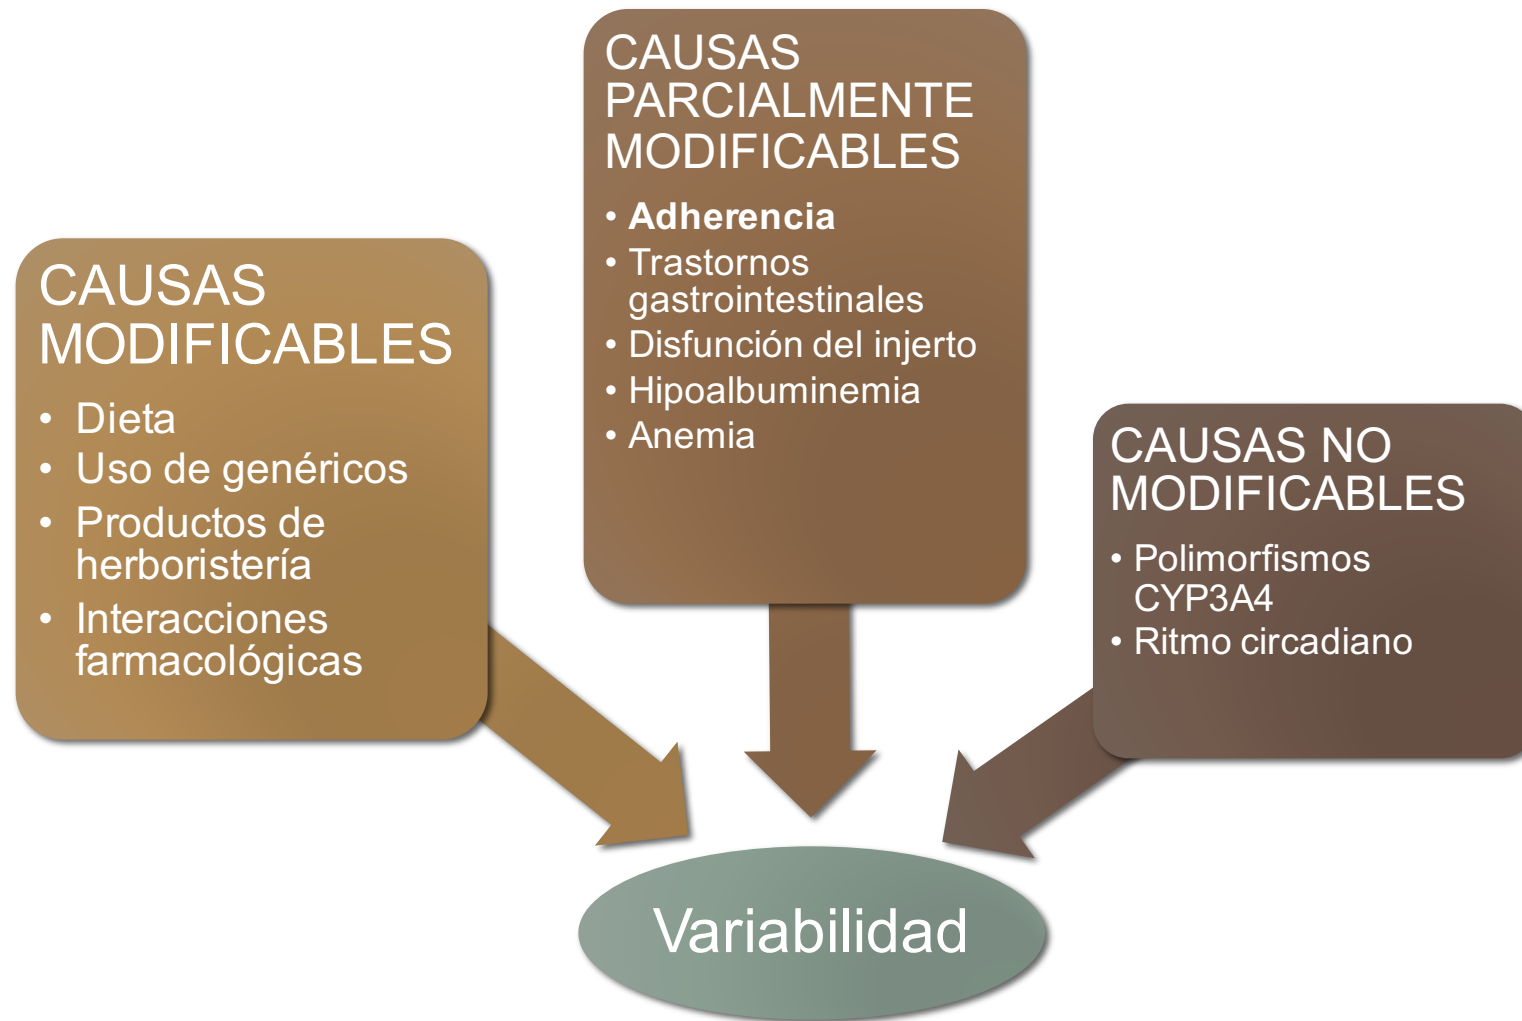 CAUSAS
MODIFICABLES
• Dieta
• Uso de genéricos
• Productos de
herboristería
• Interacciones
farmacológicas
CAUSAS
PARCIALMENTE
MODIFICABLES
• Adherencia
• Trastornos
gastrointestinales
• Disfunción del injerto
• Hipoalbuminemia
• Anemia
CAUSAS NO
MODIFICABLES
• Polimorfismos
CYP3A4
• Ritmo circadiano
Variabilidad